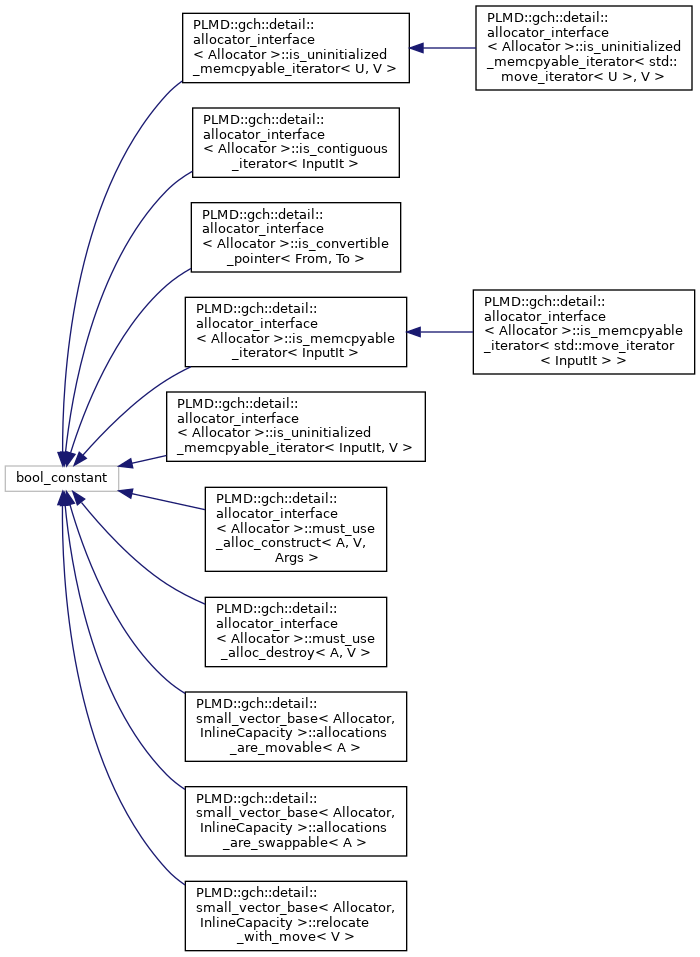 PLMD::gch::detail::
allocator_interface
< Allocator >::is_uninitialized
_memcpyable_iterator< U, V >
PLMD::gch::detail::
allocator_interface
< Allocator >::is_uninitialized
_memcpyable_iterator< std::
move_iterator< U >, V >
PLMD::gch::detail::
allocator_interface
< Allocator >::is_contiguous
_iterator< InputIt >
PLMD::gch::detail::
allocator_interface
< Allocator >::is_convertible
_pointer< From, To >
PLMD::gch::detail::
allocator_interface
< Allocator >::is_memcpyable
_iterator< InputIt >
PLMD::gch::detail::
allocator_interface
< Allocator >::is_memcpyable
_iterator< std::move_iterator
< InputIt > >
PLMD::gch::detail::
allocator_interface
< Allocator >::is_uninitialized
_memcpyable_iterator< InputIt, V >
bool_constant
PLMD::gch::detail::
allocator_interface
< Allocator >::must_use
_alloc_construct< A, V,
Args >
PLMD::gch::detail::
allocator_interface
< Allocator >::must_use
_alloc_destroy< A, V >
PLMD::gch::detail::
small_vector_base< Allocator,
InlineCapacity >::allocations
_are_movable< A >
PLMD::gch::detail::
small_vector_base< Allocator,
InlineCapacity >::allocations
_are_swappable< A >
PLMD::gch::detail::
small_vector_base< Allocator,
InlineCapacity >::relocate
_with_move< V >